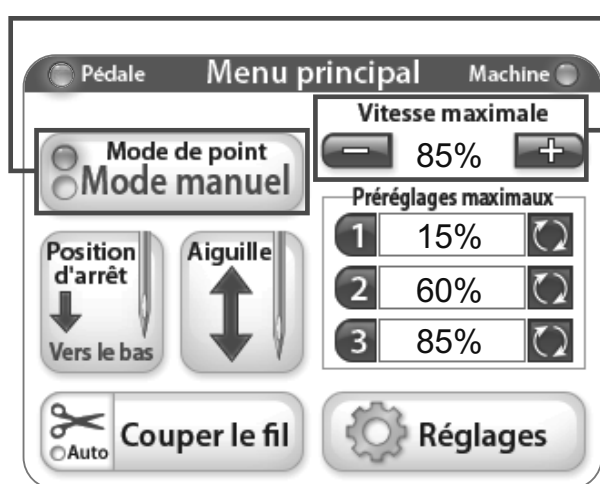 Pédale Menu principal Machine
Mode de point
Mode manuel
Vitesse maximale
85%
Préréglages maximaux
1 15%
2 60%
3 85%
Position
d'arrêt
Vers le bas
Aiguille
Auto
Couper le fil
Réglages